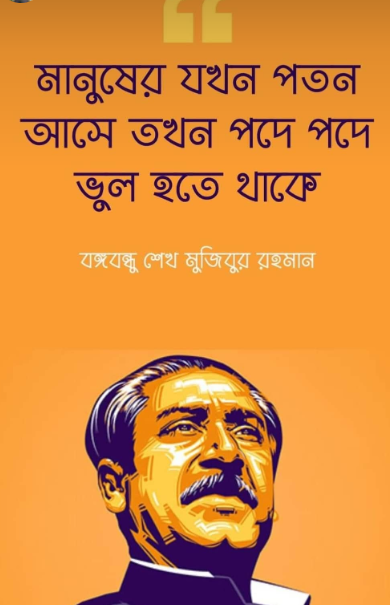 মানুষের যখন পতন
আসে তখন পদে পদে
ভুল হতে থাকে
বঙ্গবন্ধু শেখ মুজিবুর রহমান